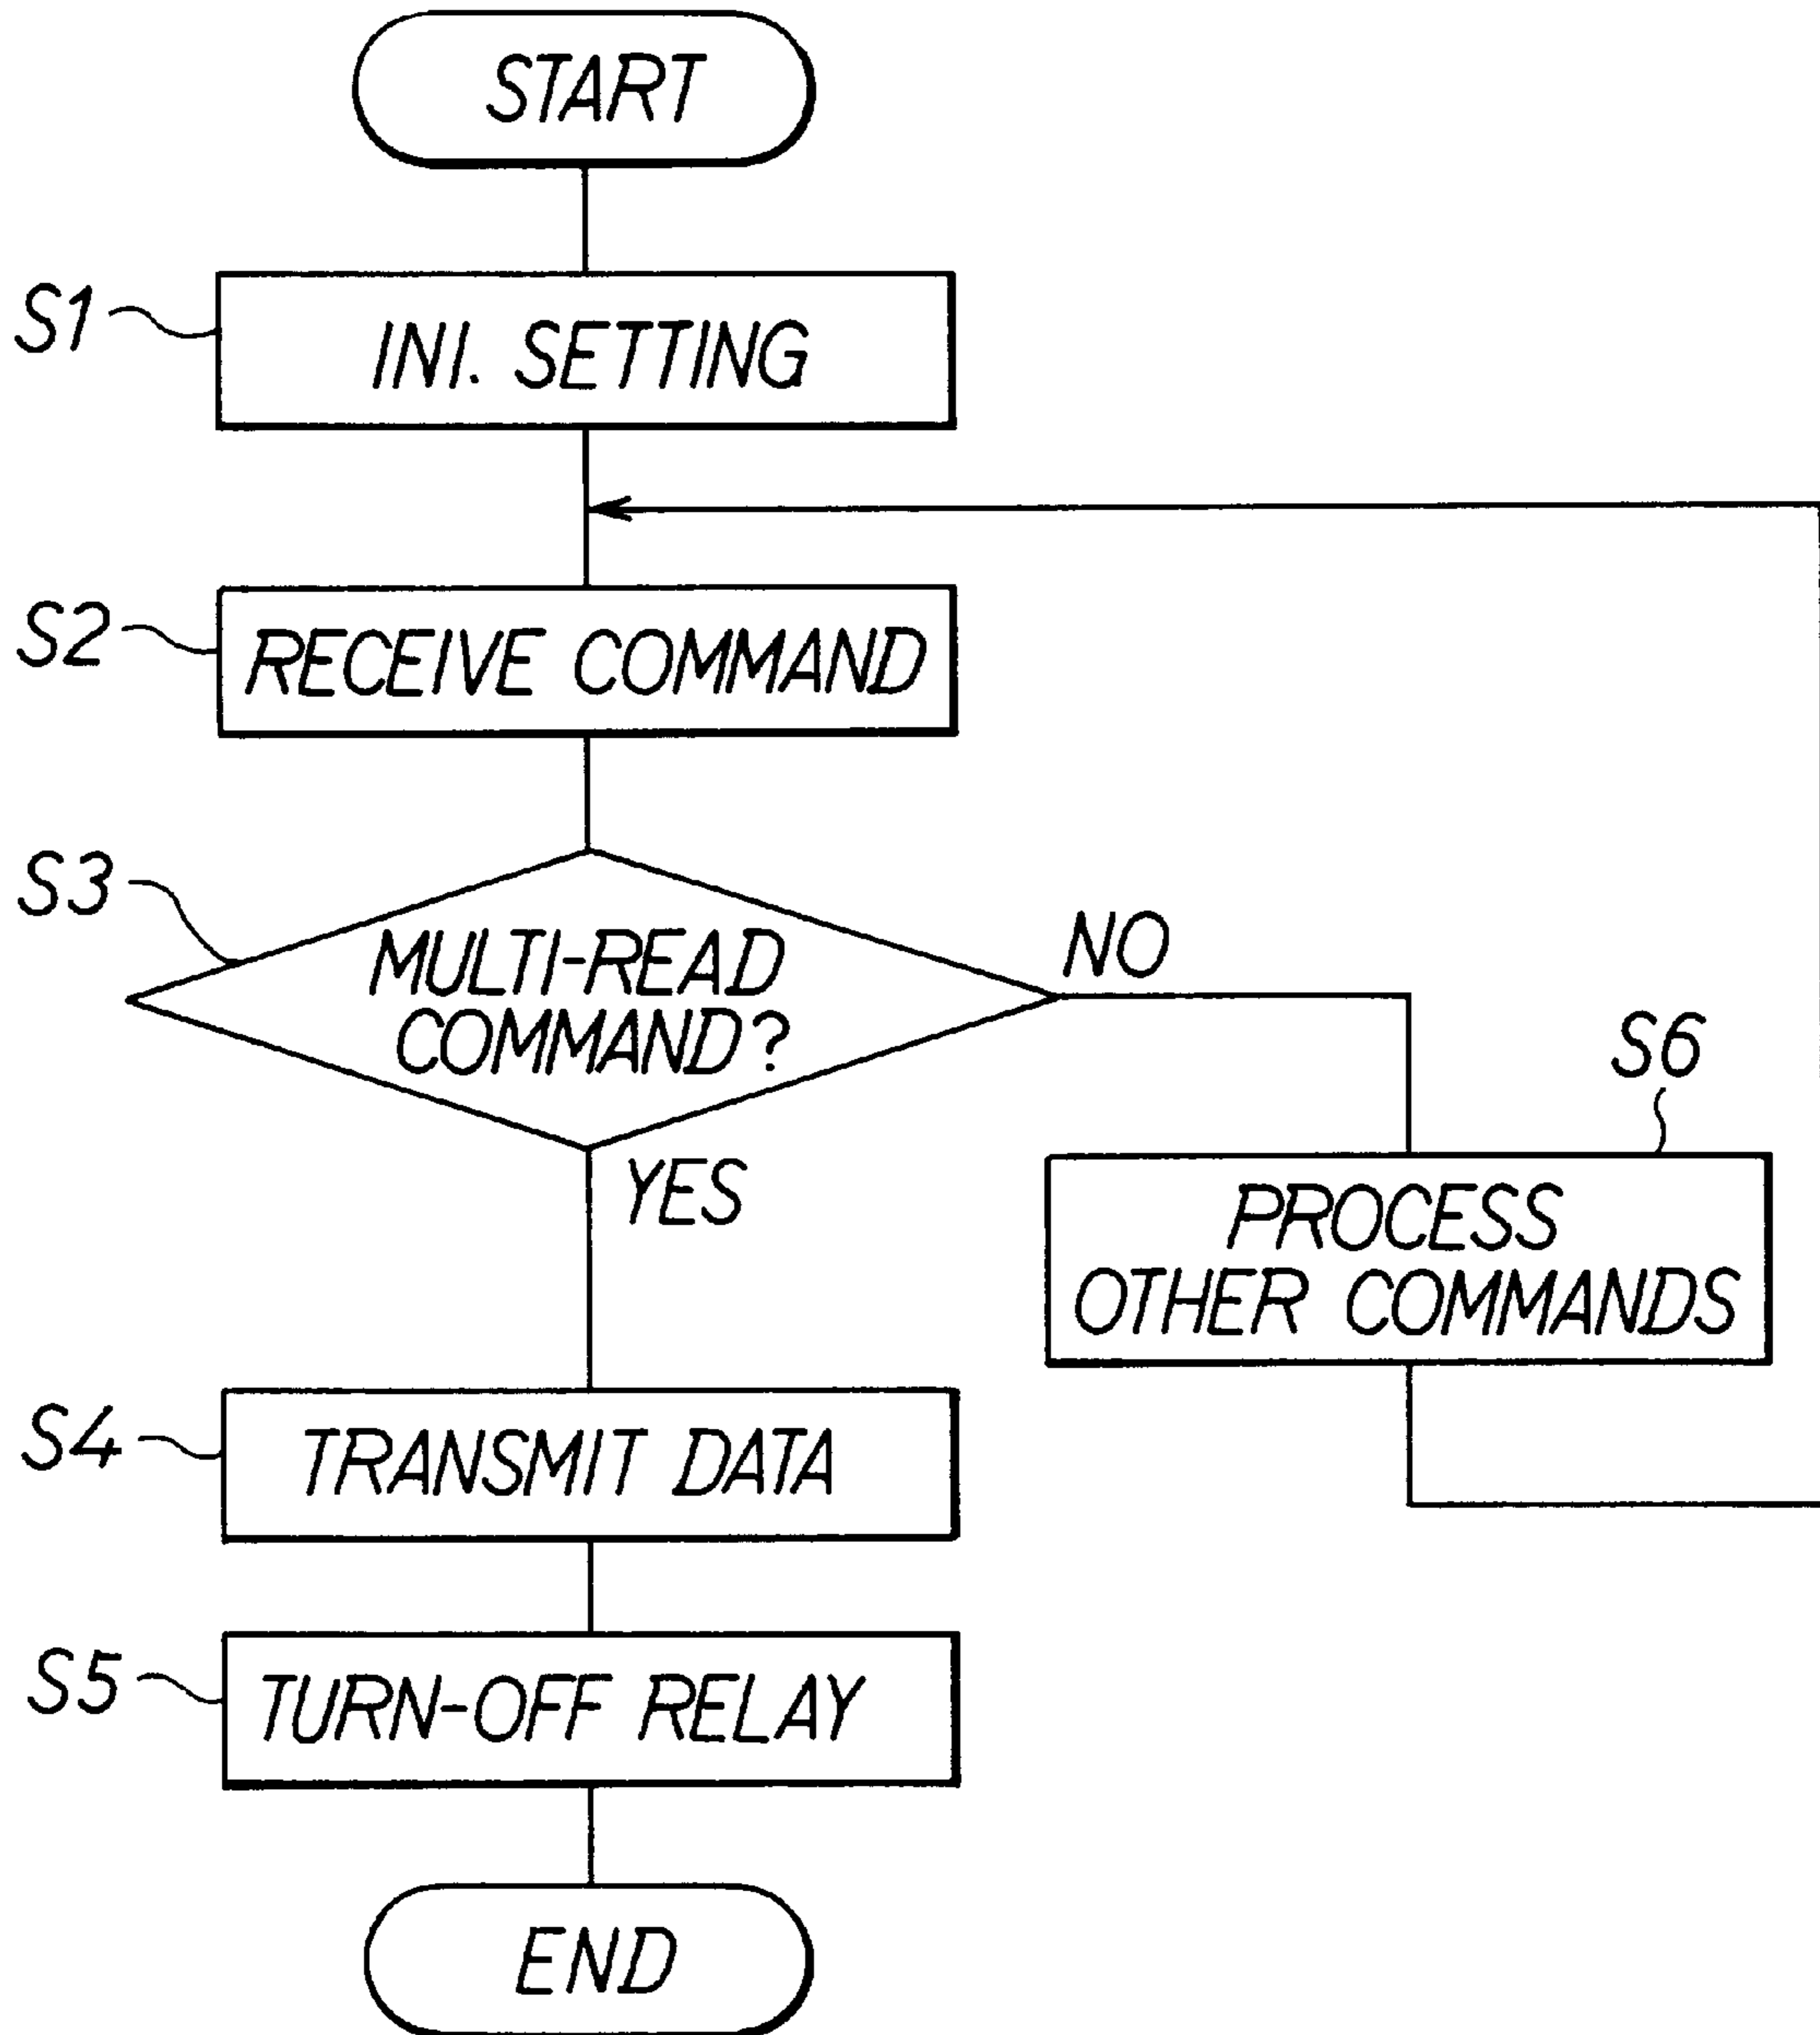 START
S1
INI. SETTING
S2
RECEIVE COMMAND
S3
MULTI-READ
COMMAND?
NO
YES
S6
PROCESS
OTHER COMMANDS
S4
TRANSMIT DATA
S5
TURN-OFF RELAY
END